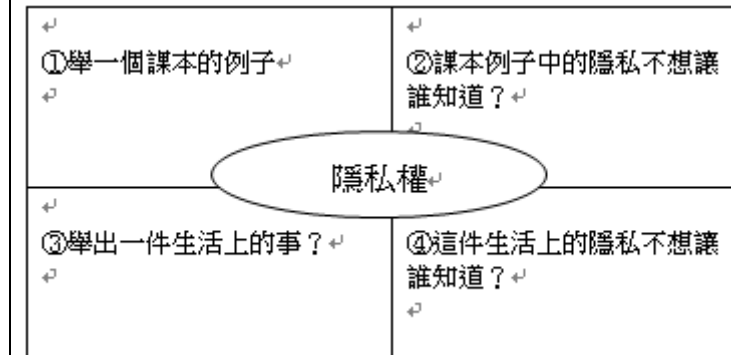 ①舉一個課本的例子
②課本例子中的隱私不想讓
誰知道？
隱私權
③舉出一件生活上的事？
④這件生活上的隱私不想讓
誰知道？